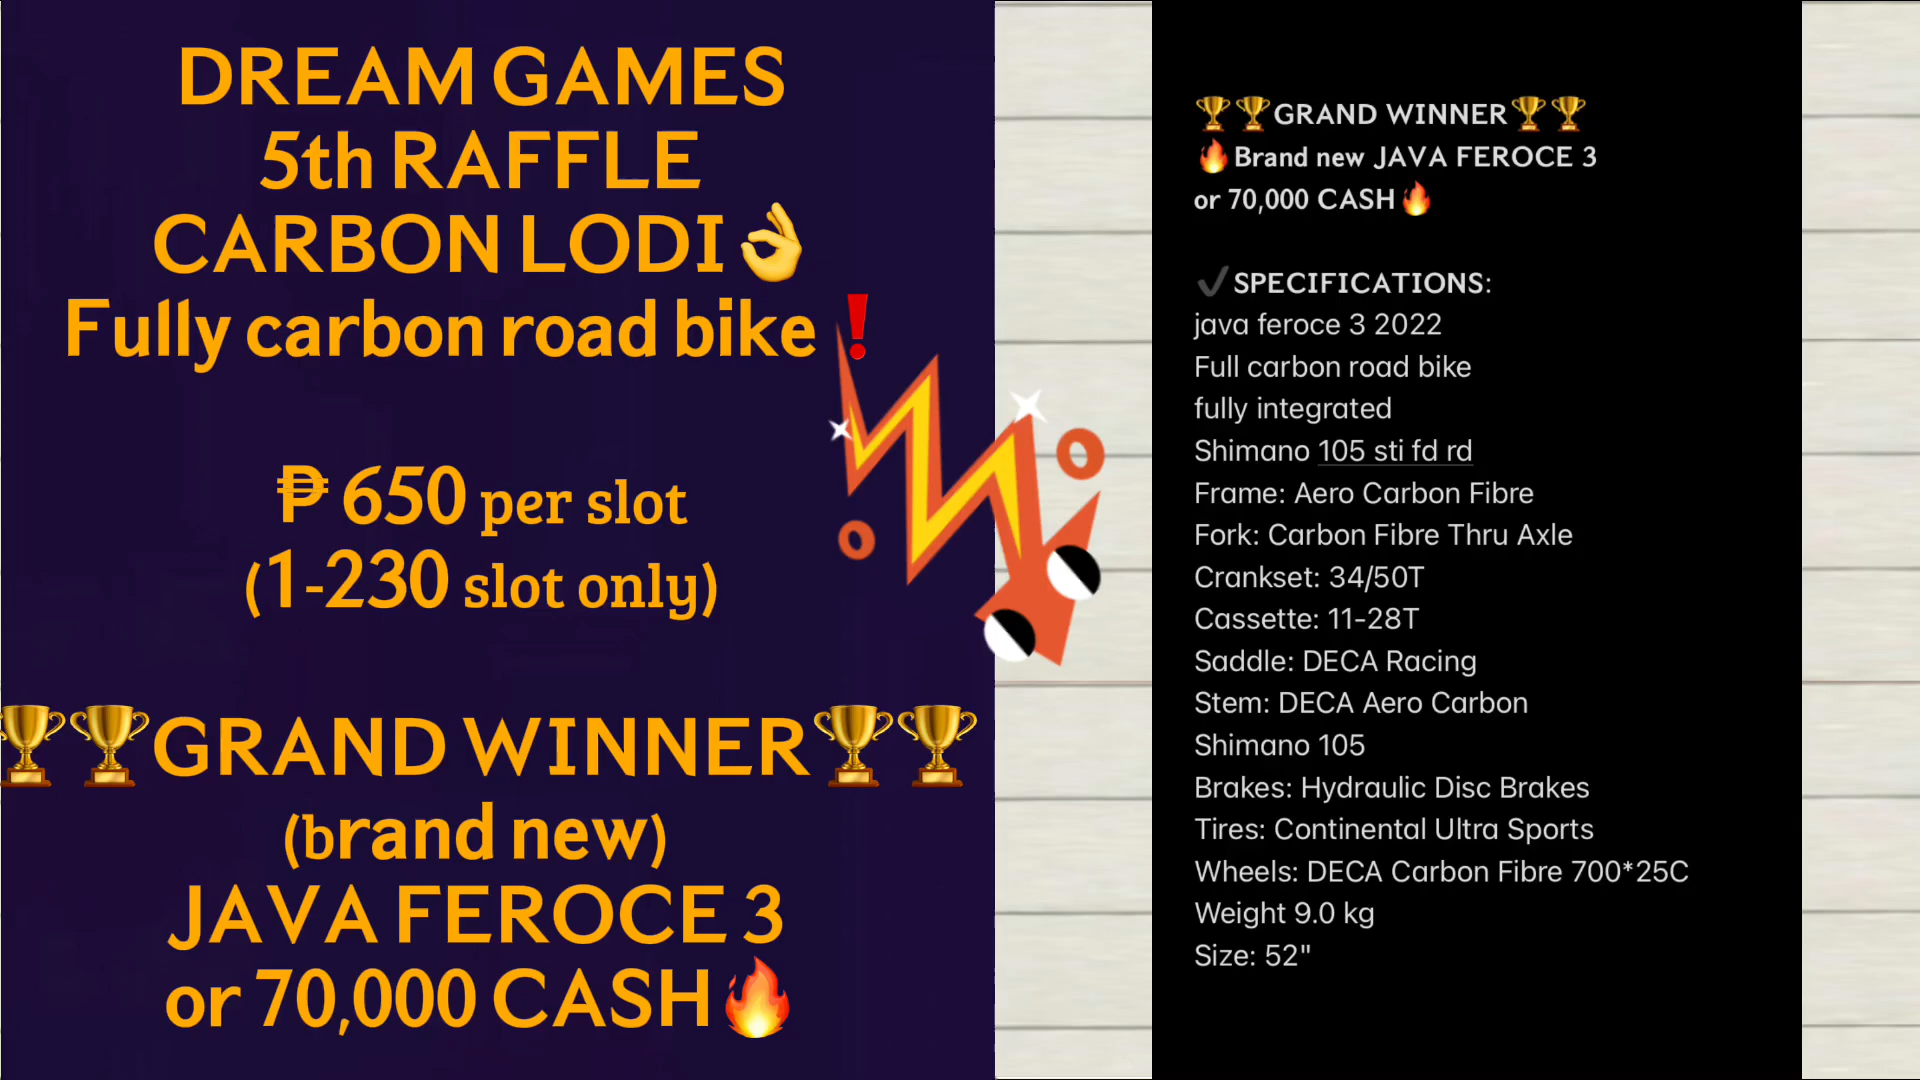 DREAM GAMES
5th RAFFLE
CARBON LODI👌
Fully carbon road bike❗
₱ 650 per slot
(1-230 slot only)
🏆🏆GRAND WINNER🏆🏆
(brand new)
JAVA FEROCE 3
or 70,000 CASH🔥
🏆🏆GRAND WINNER🏆🏆
🔥Brand new JAVA FEROCE 3
or 70,000 CASH🔥
✔️SPECIFICATIONS:
java feroce 3 2022
Full carbon road bike
fully integrated
Shimano 105 sti fd rd
Frame: Aero Carbon Fibre
Fork: Carbon Fibre Thru Axle
Crankset: 34/50T
Cassette: 11-28T
Saddle: DECA Racing
Stem: DECA Aero Carbon
Shimano 105
Brakes: Hydraulic Disc Brakes
Tires: Continental Ultra Sports
Wheels: DECA Carbon Fibre 700*25C
Weight 9.0 kg
Size: 52"